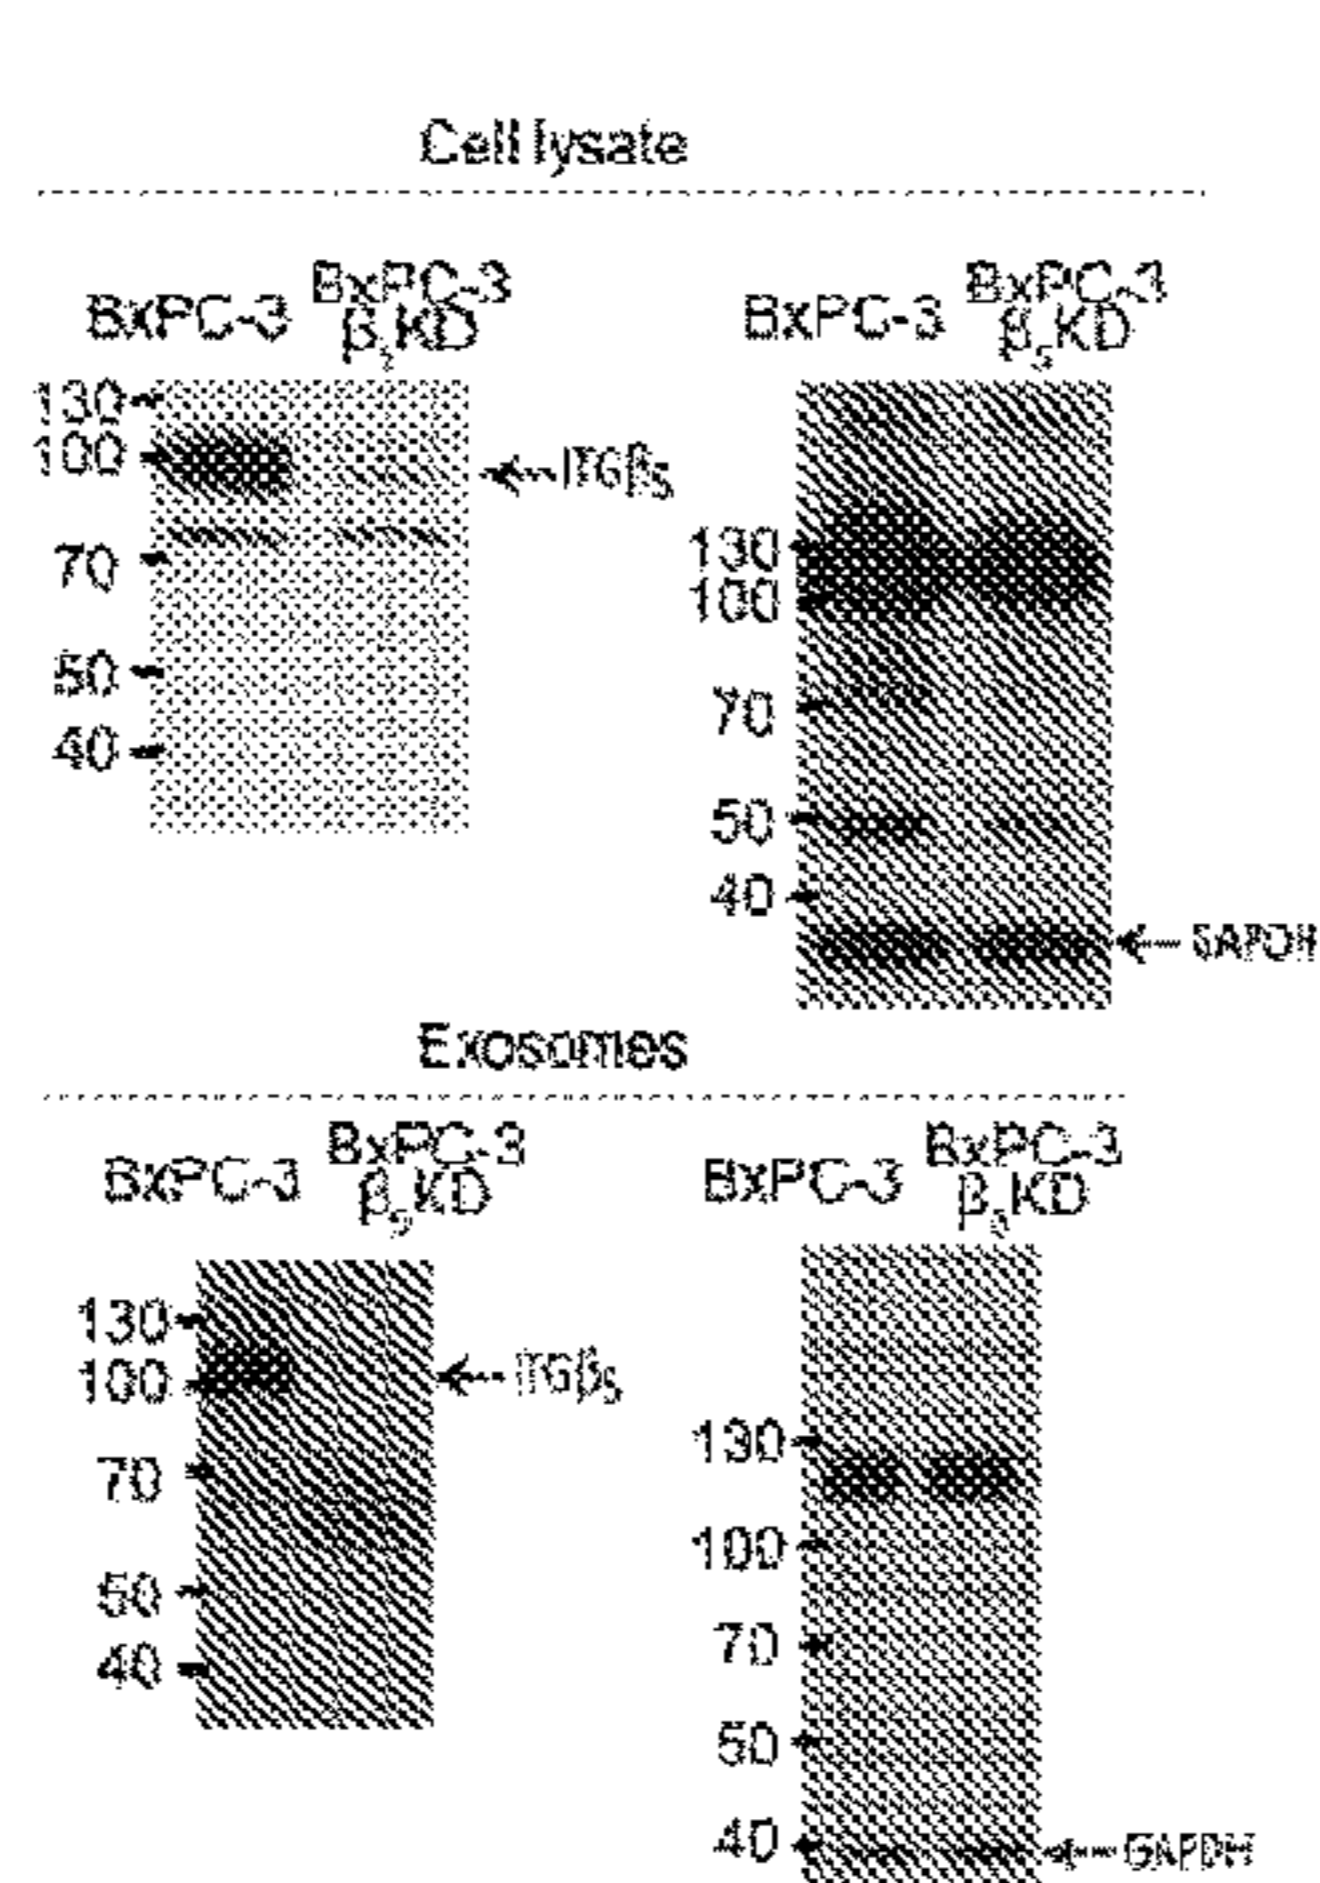 Cell lysate
BxPC-3
BxPC-3
β5KD
130
100
70
50
40
ITGβ5
BxPC-3
BxPC-3
β5KD
130
100
70
50
40
GAPDH
Exosomes
BxPC-3
BxPC-3
β5KD
130
100
70
50
40
ITGβ5
BxPC-3
BxPC-3
β5KD
130
100
70
50
40
GAPDH